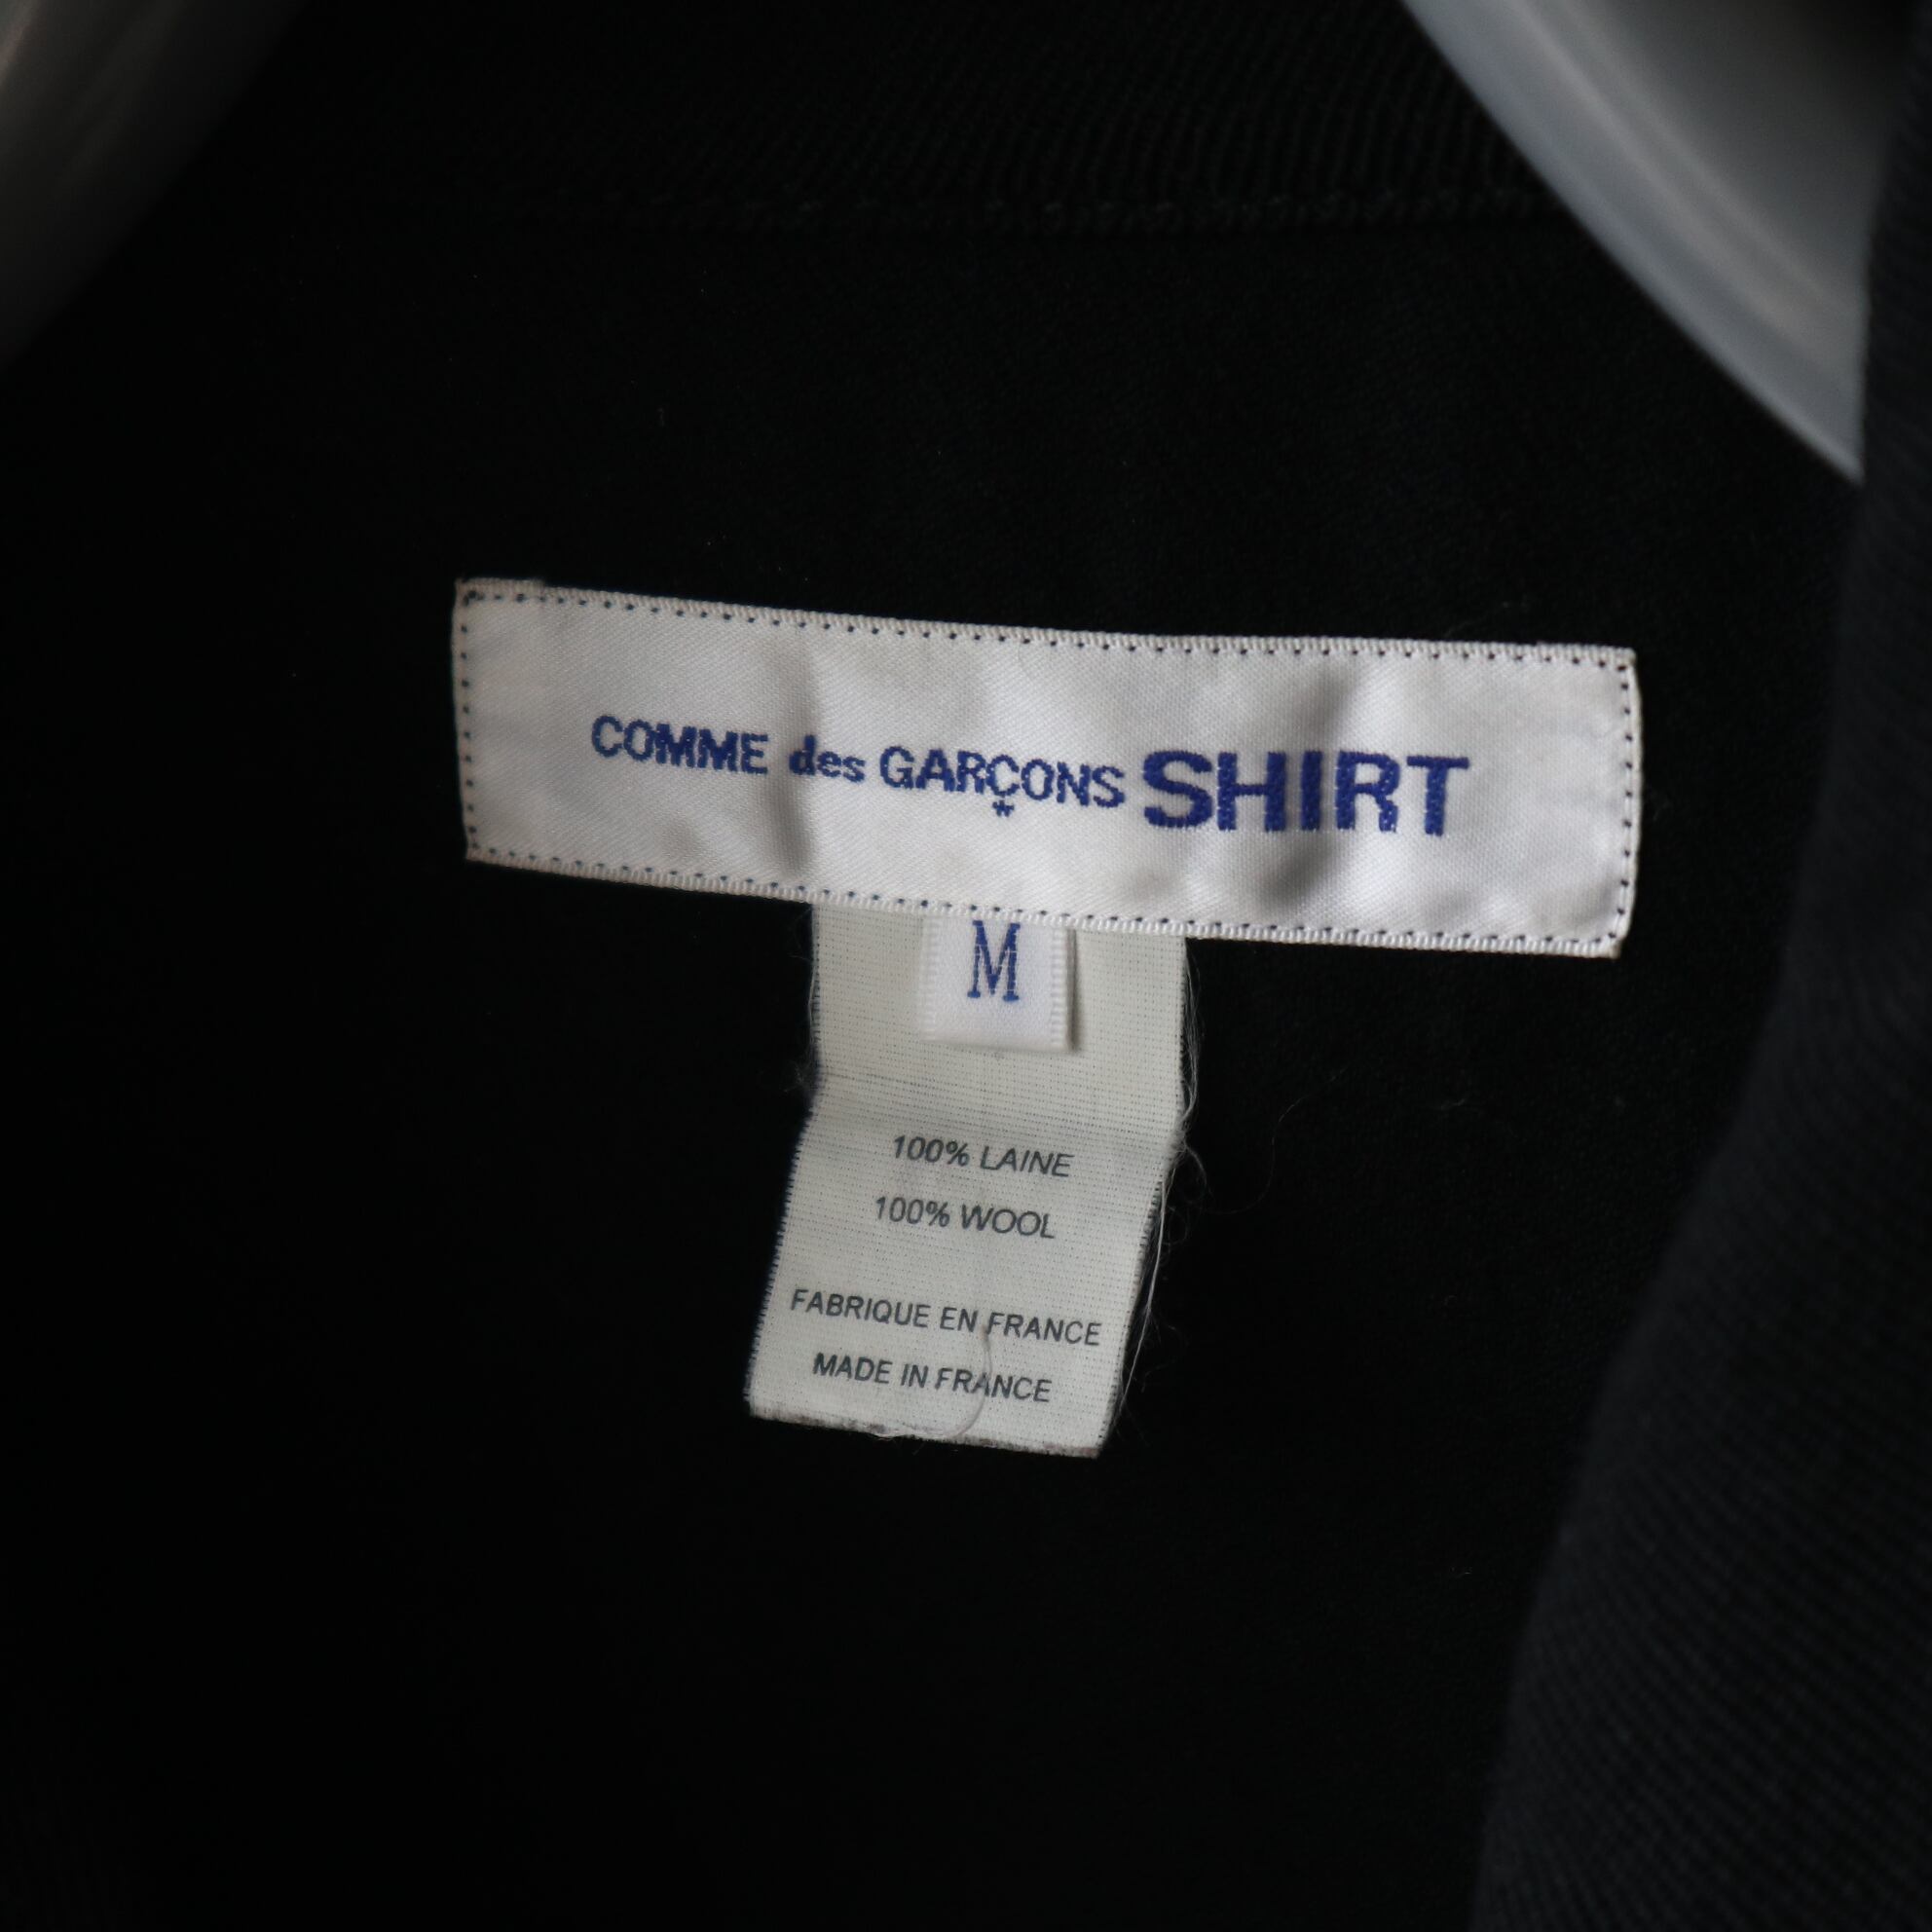 COMME des GARÇONS SHIRT
*
M
100% LAINE
100% WOOL
FABRIQUE EN FRANCE
MADE IN FRANCE